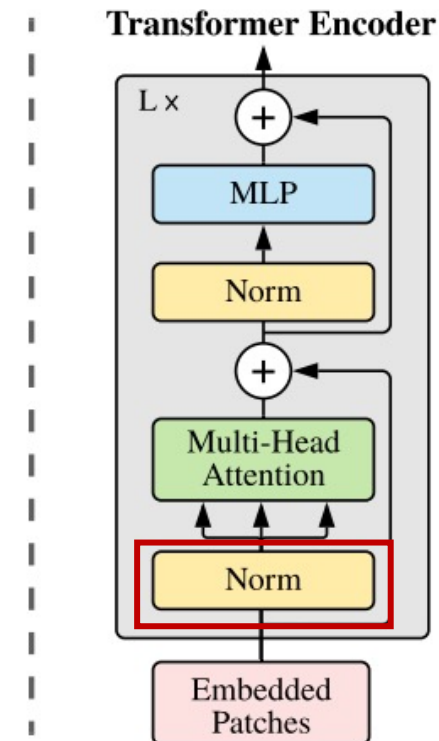 Transformer Encoder
L ×
+
MLP
Norm
+
Multi-Head
Attention
Norm
Embedded
Patches